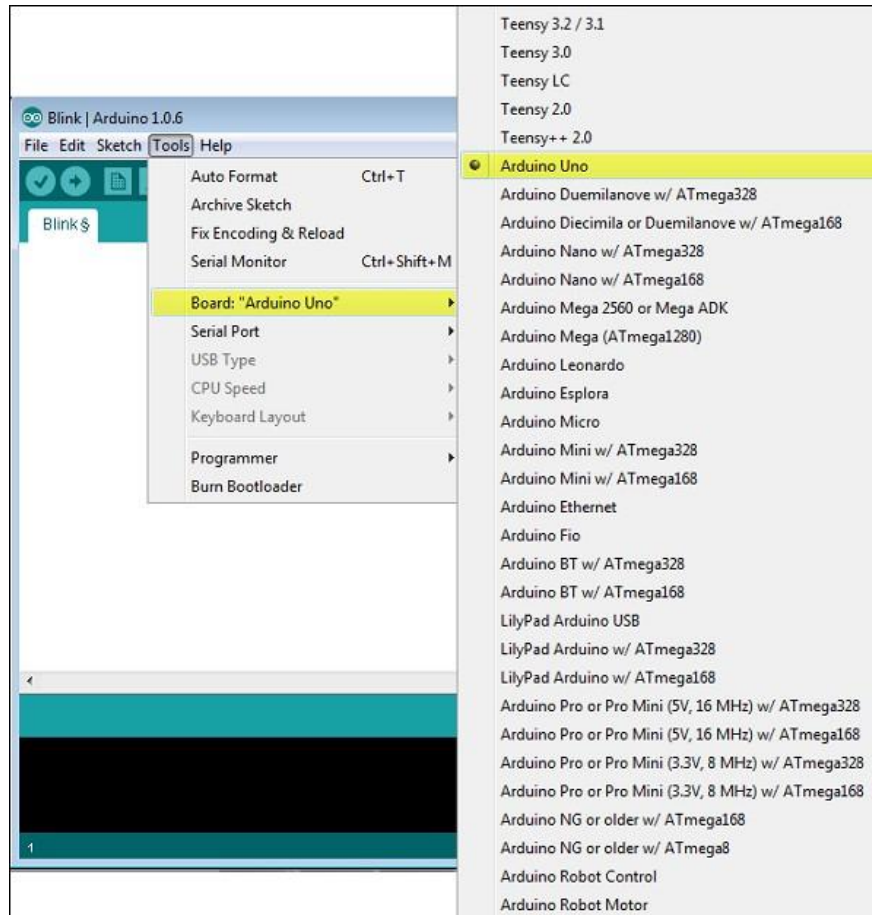 Blink | Arduino 1.0.6
File Edit Sketch Tools Help
Blink §
Auto Format Ctrl+T
Archive Sketch
Fix Encoding & Reload
Serial Monitor Ctrl+Shift+M
Board: "Arduino Uno"
Serial Port
USB Type
CPU Speed
Keyboard Layout
Programmer
Burn Bootloader
1
Teensy 3.2 / 3.1
Teensy 3.0
Teensy LC
Teensy 2.0
Teensy++ 2.0
Arduino Uno
Arduino Duemilanove w/ ATmega328
Arduino Diecimila or Duemilanove w/ ATmega168
Arduino Nano w/ ATmega328
Arduino Nano w/ ATmega168
Arduino Mega 2560 or Mega ADK
Arduino Mega (ATmega1280)
Arduino Leonardo
Arduino Esplora
Arduino Micro
Arduino Mini w/ ATmega328
Arduino Mini w/ ATmega168
Arduino Ethernet
Arduino Fio
Arduino BT w/ ATmega328
Arduino BT w/ ATmega168
LilyPad Arduino USB
LilyPad Arduino w/ ATmega328
LilyPad Arduino w/ ATmega168
Arduino Pro or Pro Mini (5V, 16 MHz) w/ ATmega328
Arduino Pro or Pro Mini (5V, 16 MHz) w/ ATmega168
Arduino Pro or Pro Mini (3.3V, 8 MHz) w/ ATmega328
Arduino Pro or Pro Mini (3.3V, 8 MHz) w/ ATmega168
Arduino NG or older w/ ATmega168
Arduino NG or older w/ ATmega8
Arduino Robot Control
Arduino Robot Motor